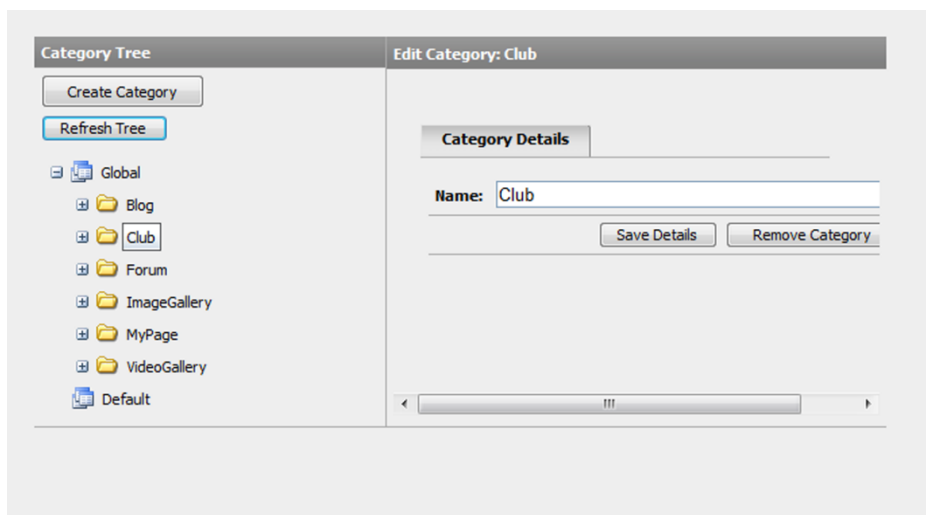 Category Tree
Edit Category: Club
Create Category
Refresh Tree
Category Details
Global
Name: Club
Blog
Club
Save Details Remove Category
Forum
ImageGallery
MyPage
VideoGallery
Default